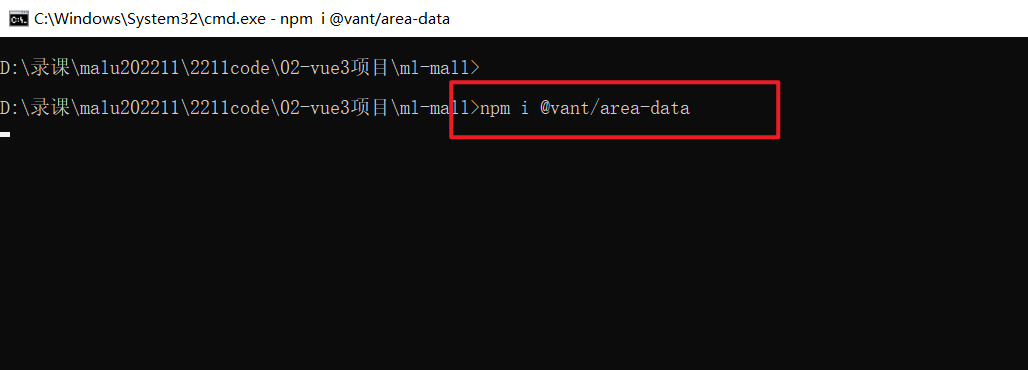 C:\Windows\System32\cmd.exe - npm  i @vant/area-data
D:\录课\malu202211\2211code\02-vue3项目\ml-mall>
D:\录课\malu202211\2211code\02-vue3项目\ml-mall>npm i @vant/area-data